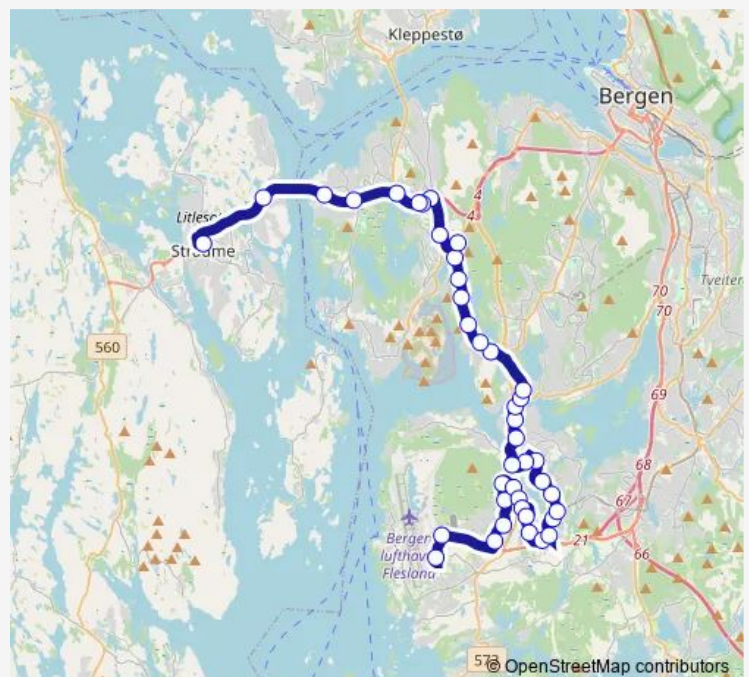 Kleppestø
Bergen
4
4
Straume
Tveiter
70
70
560
69
68
67
Bergen
lufthavn
Flesland
21
66
573
© OpenStreetMap contributors